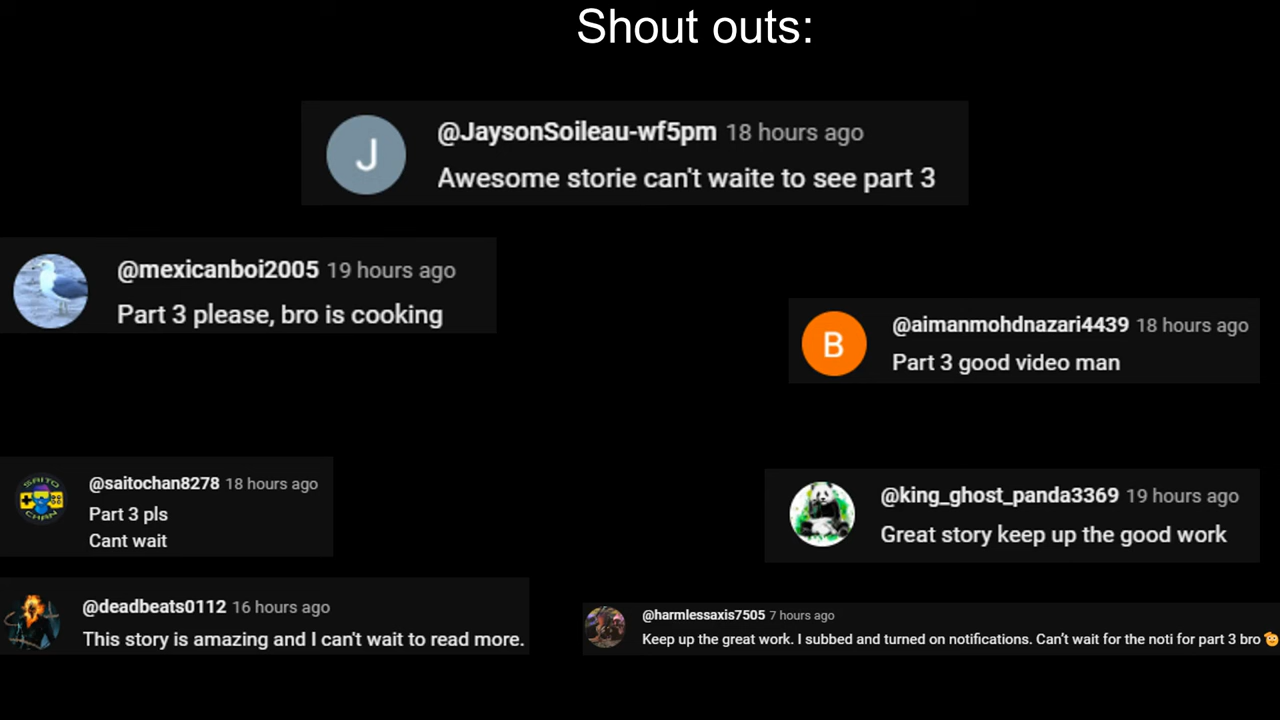 Shout outs:
J
@JaysonSoileau-wf5pm 18 hours ago
Awesome storie can't waite to see part 3
@mexicanboi2005 19 hours ago
Part 3 please, bro is cooking
B
@aimanmohdnazari4439 18 hours ago
Part 3 good video man
SAITO
CHAN
@saitochan8278 18 hours ago
Part 3 pls
Cant wait
@king_ghost_panda3369 19 hours ago
Great story keep up the good work
@deadbeats0112 16 hours ago
This story is amazing and I can't wait to read more.
@harmlessaxis7505 7 hours ago
Keep up the great work. I subbed and turned on notifications. Can't wait for the noti for part 3 bro